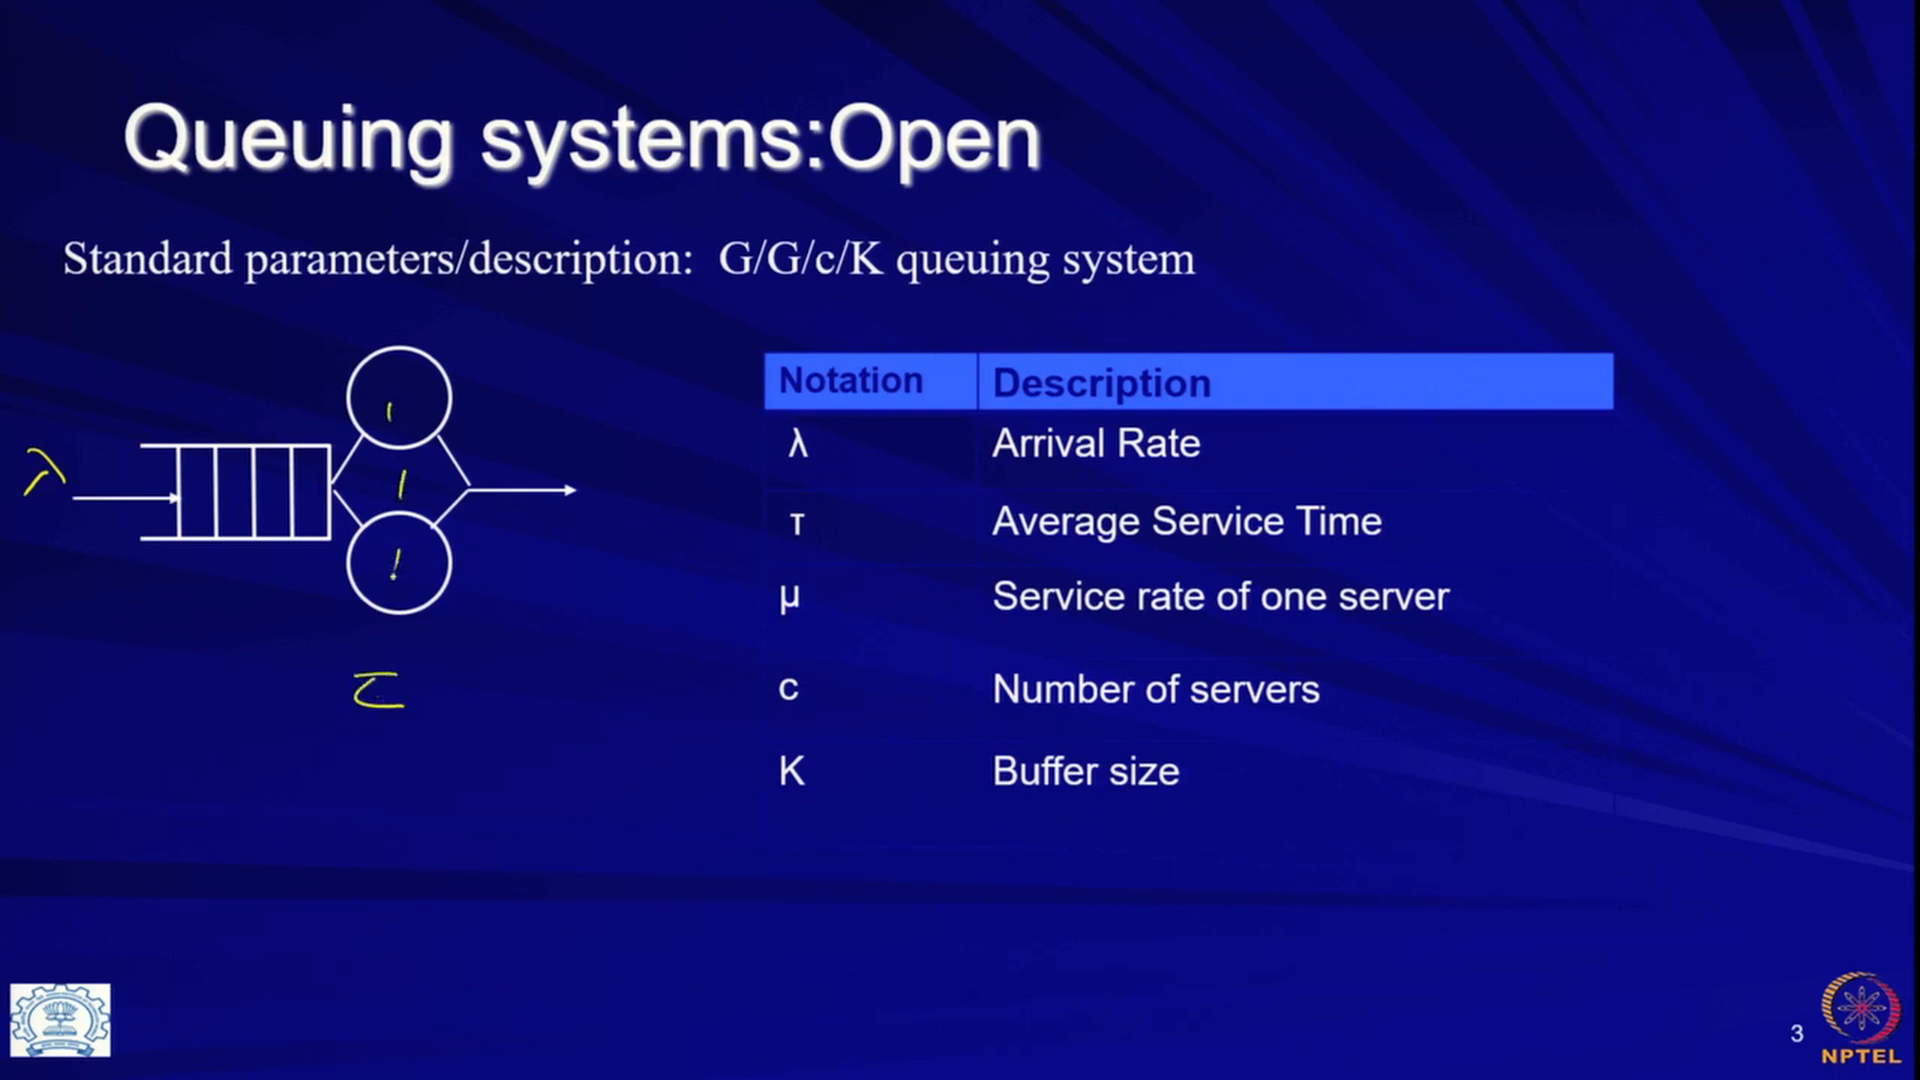 Queuing systems:Open
Standard parameters/description: G/G/c/K queuing system
Notation Description
λ Arrival Rate
τ Average Service Time
μ Service rate of one server
c Number of servers
K Buffer size
λ
τ
3
NPTEL